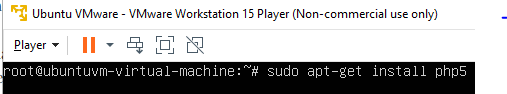 Ubuntu VMware - VMware Workstation 15 Player (Non-commercial use only)
Player
root@ubuntuvm-virtual-machine:~# sudo apt-get install php5